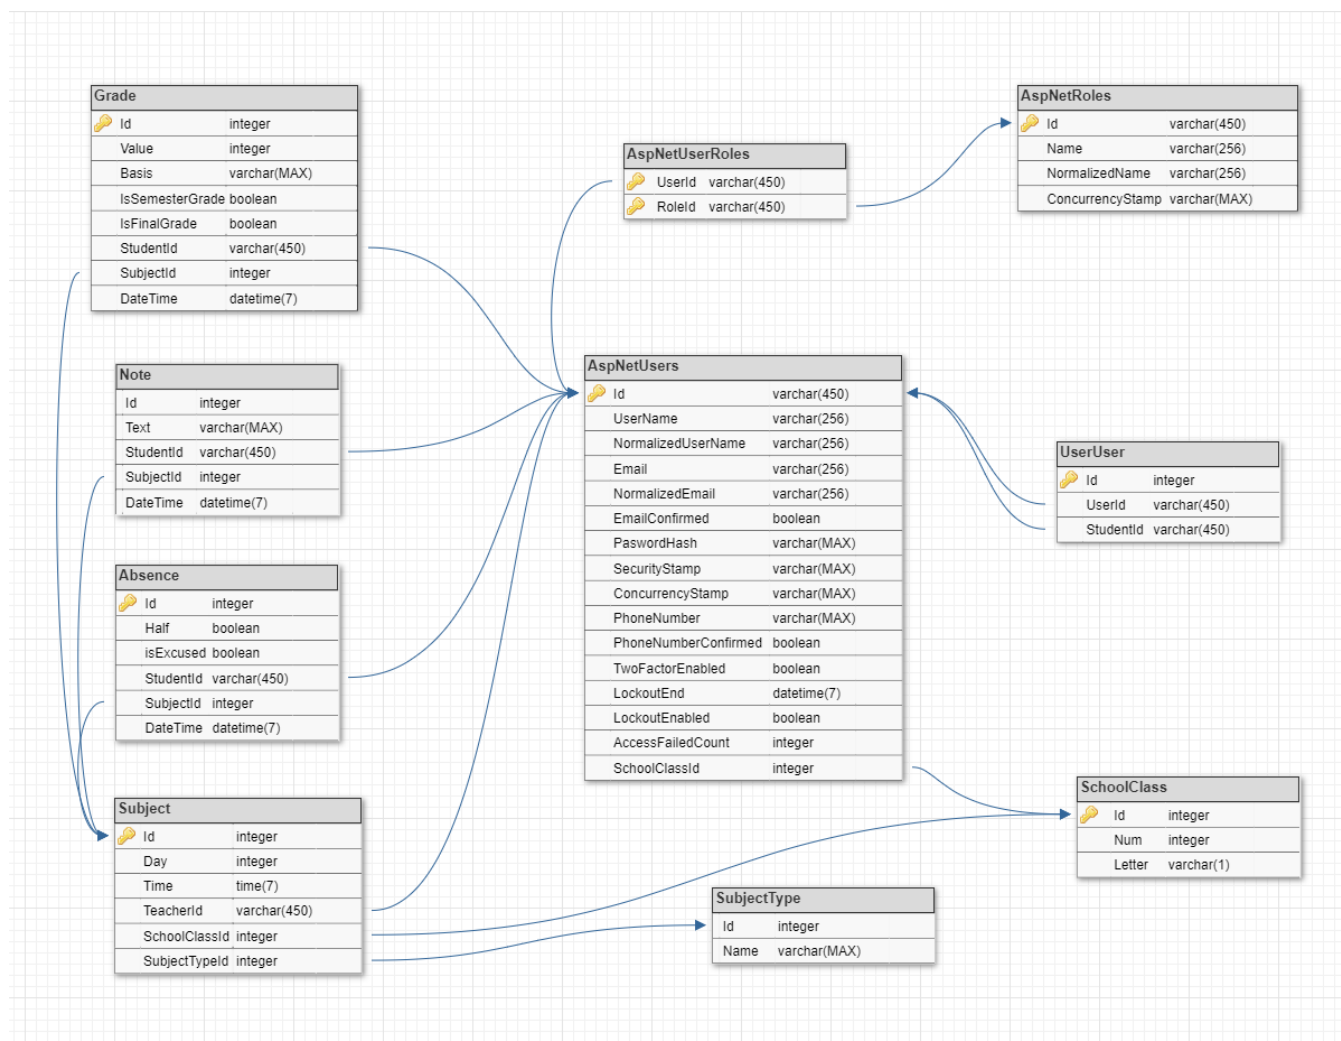 Grade
Id integer
Value integer
Basis varchar(MAX)
IsSemesterGrade boolean
IsFinalGrade boolean
StudentId varchar(450)
SubjectId integer
DateTime datetime(7)
AspNetUserRoles
UserId varchar(450)
RoleId varchar(450)
AspNetRoles
Id varchar(450)
Name varchar(256)
NormalizedName varchar(256)
ConcurrencyStamp varchar(MAX)
Note
Id integer
Text varchar(MAX)
StudentId varchar(450)
SubjectId integer
DateTime datetime(7)
AspNetUsers
Id varchar(450)
UserName varchar(256)
NormalizedUserName varchar(256)
Email varchar(256)
NormalizedEmail varchar(256)
EmailConfirmed boolean
PaswordHash varchar(MAX)
SecurityStamp varchar(MAX)
ConcurrencyStamp varchar(MAX)
PhoneNumber varchar(MAX)
PhoneNumberConfirmed boolean
TwoFactorEnabled boolean
LockoutEnd datetime(7)
LockoutEnabled boolean
AccessFailedCount integer
SchoolClassId integer
UserUser
Id integer
UserId varchar(450)
StudentId varchar(450)
Absence
Id integer
Half boolean
isExcused boolean
StudentId varchar(450)
SubjectId integer
DateTime datetime(7)
Subject
Id integer
Day integer
Time time(7)
TeacherId varchar(450)
SchoolClassId integer
SubjectTypeId integer
SchoolClass
Id integer
Num integer
Letter varchar(1)
SubjectType
Id integer
Name varchar(MAX)